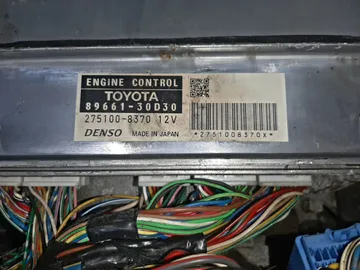 ENGINE CONTROL
TOYOTA
89661-30D30
275100-8370 12V
DENSO MADE IN JAPAN
*2751008370X*